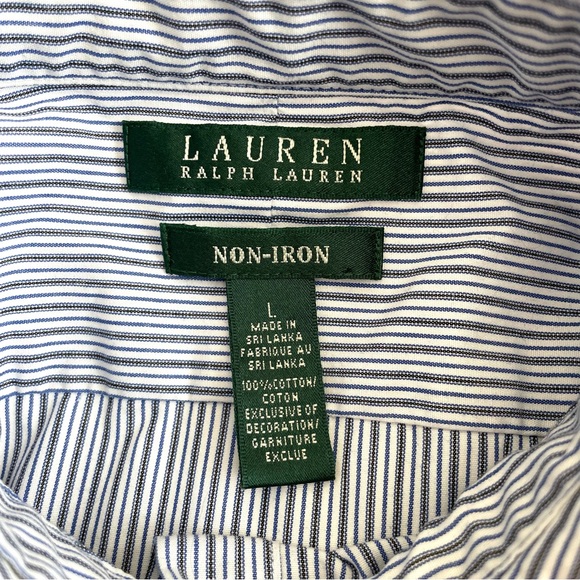 LAUREN
RALPH LAUREN
NON-IRON
L
MADE IN
SRI LANKA
FABRIQUE AU
SRI LANKA
100%COTTON/
COTON
EXCLUSIVE OF
DECORATION/
GARNITURE
EXCLUE